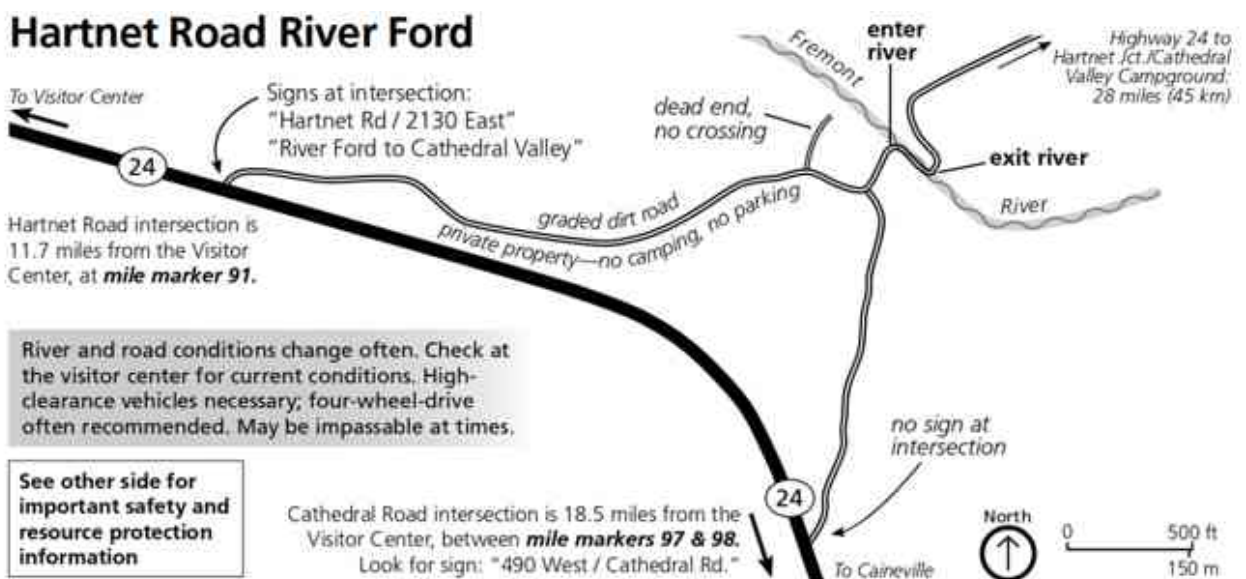 Hartnet Road River Ford
To Visitor Center
Signs at intersection:
"Hartnet Rd / 2130 East"
"River Ford to Cathedral Valley"
24
Hartnet Road intersection is
11.7 miles from the Visitor
Center, at mile marker 91.
graded dirt road
private property—no camping, no parking
dead end,
no crossing
Fremont
enter
river
Highway 24 to
Hartnet Jct./Cathedral
Valley Campground:
28 miles (45 km)
exit river
River
River and road conditions change often. Check at
the visitor center for current conditions. High-
clearance vehicles necessary; four-wheel-drive
often recommended. May be impassable at times.
See other side for
important safety and
resource protection
information
no sign at
intersection
24
Cathedral Road intersection is 18.5 miles from the
Visitor Center, between mile markers 97 & 98.
Look for sign: "490 West / Cathedral Rd."
To Caineville
North
0 500 ft
150 m